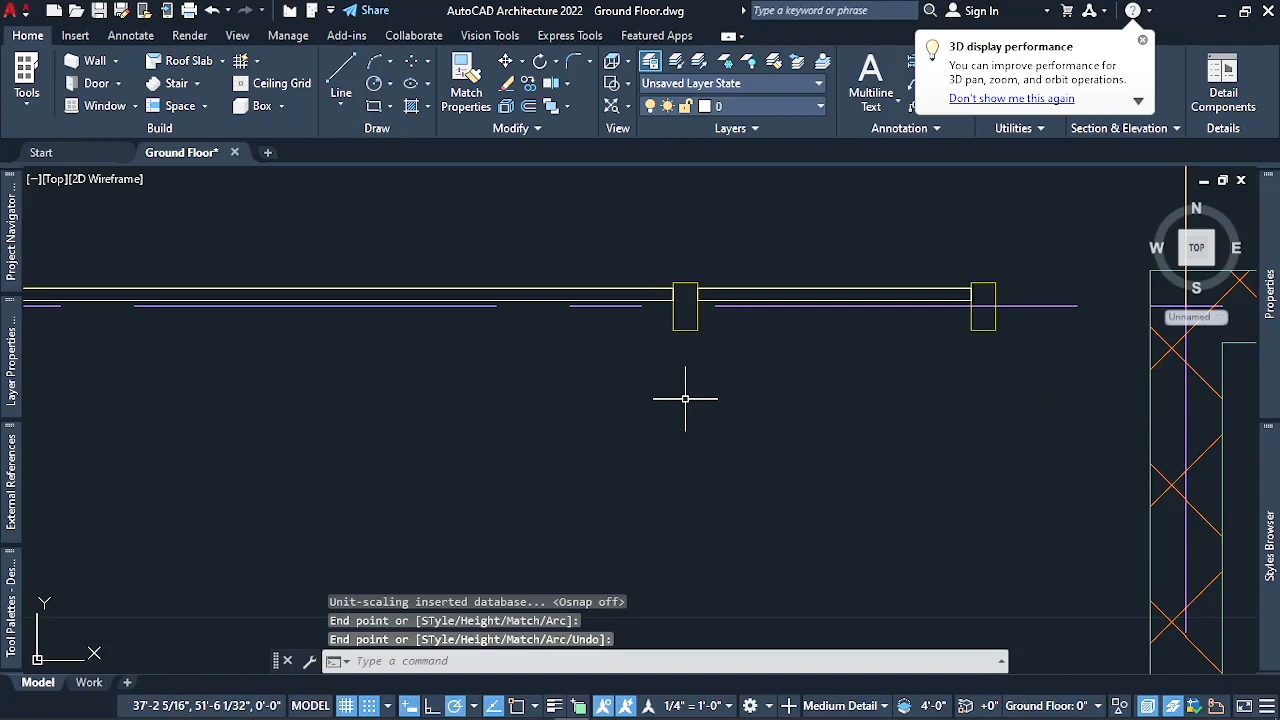 Share
AutoCAD Architecture 2022 Ground Floor.dwg
Type a keyword or phrase
Sign In
Home Insert Annotate Render View Manage Add-ins Collaborate Vision Tools Express Tools Featured Apps
Tools
Wall
Door
Window
Roof Slab
Stair
Space
Ceiling Grid
Box
Build
Line
Draw
Match
Properties
Modify
View
Unsaved Layer State
0
Layers
Multiline
Text
Annotation
3D display performance
You can improve performance for
3D pan, zoom, and orbit operations.
Don't show me this again
Utilities
Section & Elevation
Detail
Components
Details
Start
Ground Floor*
[−][Top][2D Wireframe]
N
W
TOP
E
S
Unnamed
Project Navigator ...
Layer Properties ...
External References
Tool Palettes - Des...
Properties
Styles Browser
Y
X
Unit-scaling inserted database... <Osnap off>
End point or [STyle/Height/Match/Arc]:
End point or [STyle/Height/Match/Arc/Undo]:
Type a command
Model
Work
37'-2 5/16", 51'-6 1/32", 0'-0" MODEL 1/4" = 1'-0" Medium Detail 4'-0" +0" Ground Floor: 0"